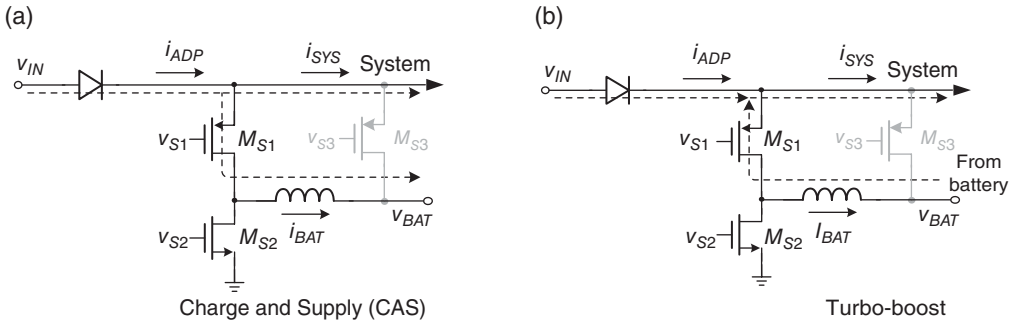 (a)
v_IN
i_ADP
i_SYS
System
v_S1
M_S1
v_S3
M_S3
i_BAT
v_BAT
v_S2
M_S2
Charge and Supply (CAS)
(b)
v_IN
i_ADP
i_SYS
System
v_S1
M_S1
v_S3
M_S3
From
battery
I_BAT
v_BAT
v_S2
M_S2
Turbo-boost